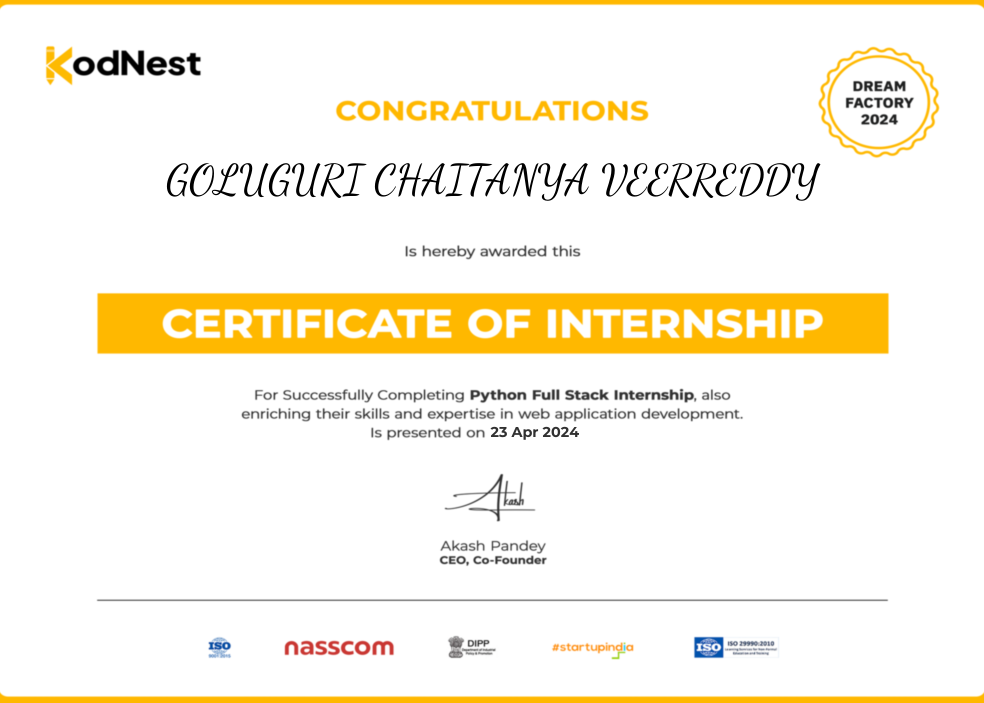 KodNest
DREAM
FACTORY
2024
CONGRATULATIONS
GOLUGURI CHAITANYA VEERREDDY
Is hereby awarded this
CERTIFICATE OF INTERNSHIP
For Successfully Completing Python Full Stack Internship, also
enriching their skills and expertise in web application development.
Is presented on 23 Apr 2024
Akash
Akash Pandey
CEO, Co-Founder
ISO
nasscom
DIPP
#startupindia
ISO
ISO 29990:2010